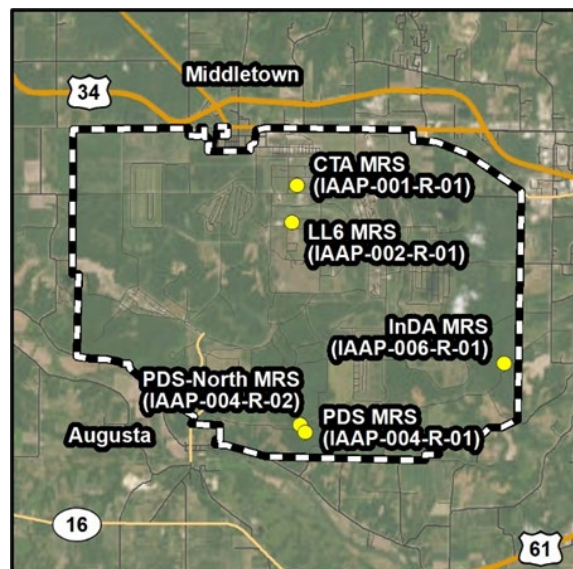 Middletown
34
CTA MRS
(IAAP-001-R-01)
LL6 MRS
(IAAP-002-R-01)
InDA MRS
(IAAP-006-R-01)
PDS-North MRS
(IAAP-004-R-02)
PDS MRS
(IAAP-004-R-01)
Augusta
16
61